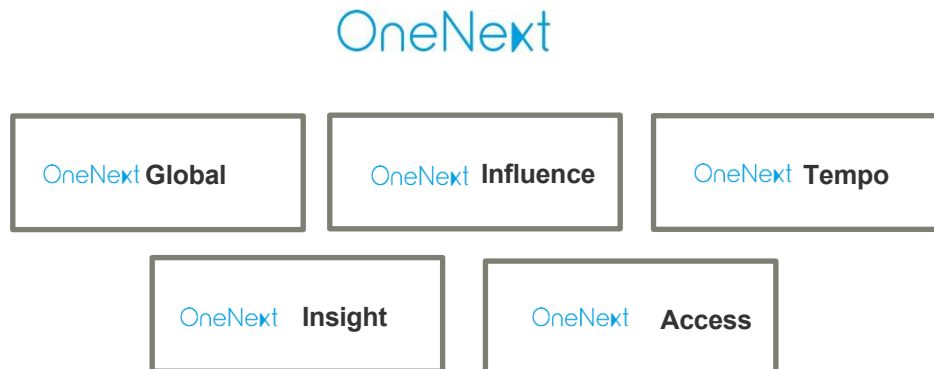 OneNext
OneNext Global
OneNext Influence
OneNext Tempo
OneNext Insight
OneNext Access